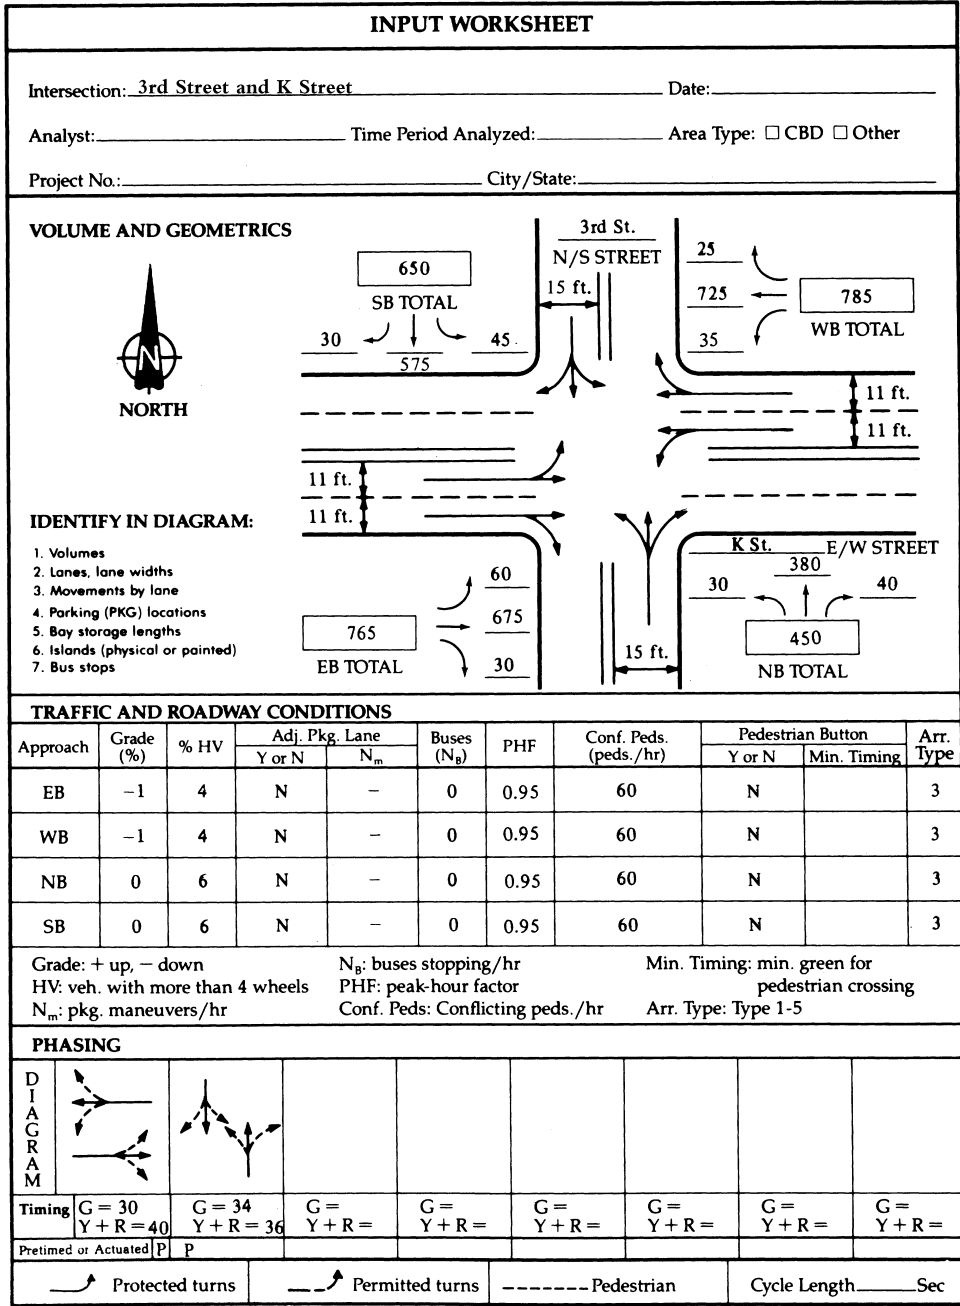 INPUT WORKSHEET
Intersection: 3rd Street and K Street Date:
Analyst: Time Period Analyzed: Area Type: ☐ CBD ☐ Other
Project No.: City/State:
VOLUME AND GEOMETRICS
NORTH
N
650
SB TOTAL
30 575 45
3rd St.
N/S STREET
15 ft.
25
725
35
785
WB TOTAL
11 ft.
11 ft.
11 ft.
11 ft.
IDENTIFY IN DIAGRAM:
1. Volumes
2. Lanes, lane widths
3. Movements by lane
4. Parking (PKG) locations
5. Bay storage lengths
6. Islands (physical or painted)
7. Bus stops
765
EB TOTAL
60
675
30
15 ft.
K St. E/W STREET
30 380 40
450
NB TOTAL
TRAFFIC AND ROADWAY CONDITIONS
Approach Grade (%) % HV Adj. Pkg. Lane Y or N Nm Buses (NB) PHF Conf. Peds. (peds./hr) Pedestrian Button Y or N Min. Timing Arr. Type
EB −1 4 N – 0 0.95 60 N 3
WB −1 4 N – 0 0.95 60 N 3
NB 0 6 N – 0 0.95 60 N 3
SB 0 6 N – 0 0.95 60 N 3
Grade: + up, − down NB: buses stopping/hr Min. Timing: min. green for
HV: veh. with more than 4 wheels PHF: peak-hour factor pedestrian crossing
Nm: pkg. maneuvers/hr Conf. Peds: Conflicting peds./hr Arr. Type: Type 1-5
PHASING
DIAGRAM
Timing G = 30 G = 34 G = G = G = G = G = G =
Y + R = 40 Y + R = 36 Y + R = Y + R = Y + R = Y + R = Y + R = Y + R =
Pretimed or Actuated P P
Protected turns Permitted turns Pedestrian Cycle Length Sec